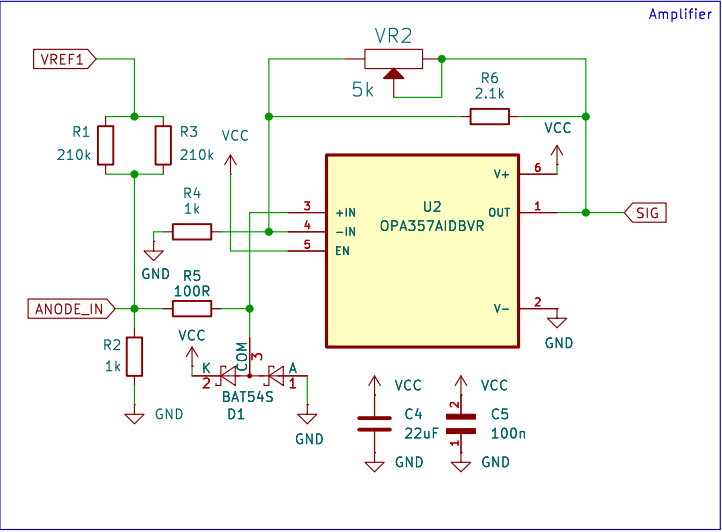 Amplifier
VR2
VREF1
5k
R6
2.1k
R1
R3
VCC
VCC
210k
210k
6
V+
R4
U2
1k
3
+IN
OUT
1
SIG
OPA357AIDBVR
4
-IN
5
EN
GND
R5
100R
ANODE_IN
V-
2
VCC
GND
R2
COM
3
K
A
1k
2
1
VCC
VCC
BAT54S
2
GND
D1
C4
C5
GND
22uF
100n
1
GND
GND